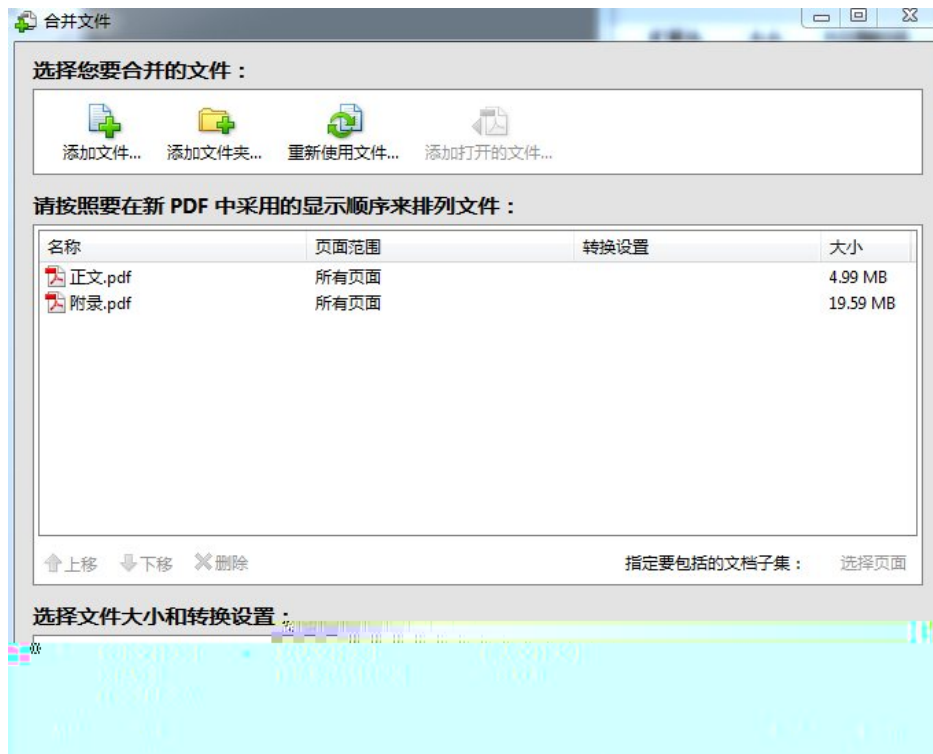 合并文件
选择您要合并的文件：
添加文件... 添加文件夹... 重新使用文件... 添加打开的文件...
请按照要在新 PDF 中采用的显示顺序来排列文件：
名称 页面范围 转换设置 大小
正文.pdf 所有页面 4.99 MB
附录.pdf 所有页面 19.59 MB
上移 下移 删除 指定要包括的文档子集： 选择页面
选择文件大小和转换设置：